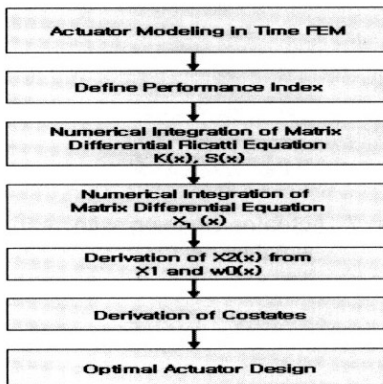 Actuator Modeling in Time FEM
Define Performance Index
Numerical Integration of Matrix
Differential Ricatti Equation
K(x), S(x)
Numerical Integration of
Matrix Differential Equation
X₁ (x)
Derivation of X2(x) from
X1 and w0(x)
Derivation of Costates
Optimal Actuator Design